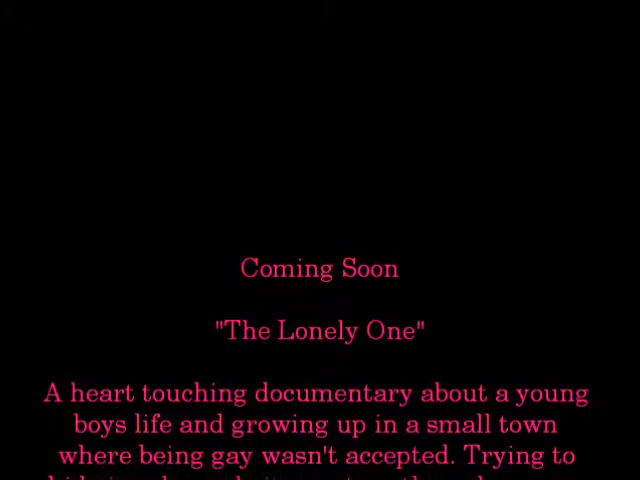 Coming Soon
"The Lonely One"
A heart touching documentary about a young
boys life and growing up in a small town
where being gay wasn't accepted. Trying to